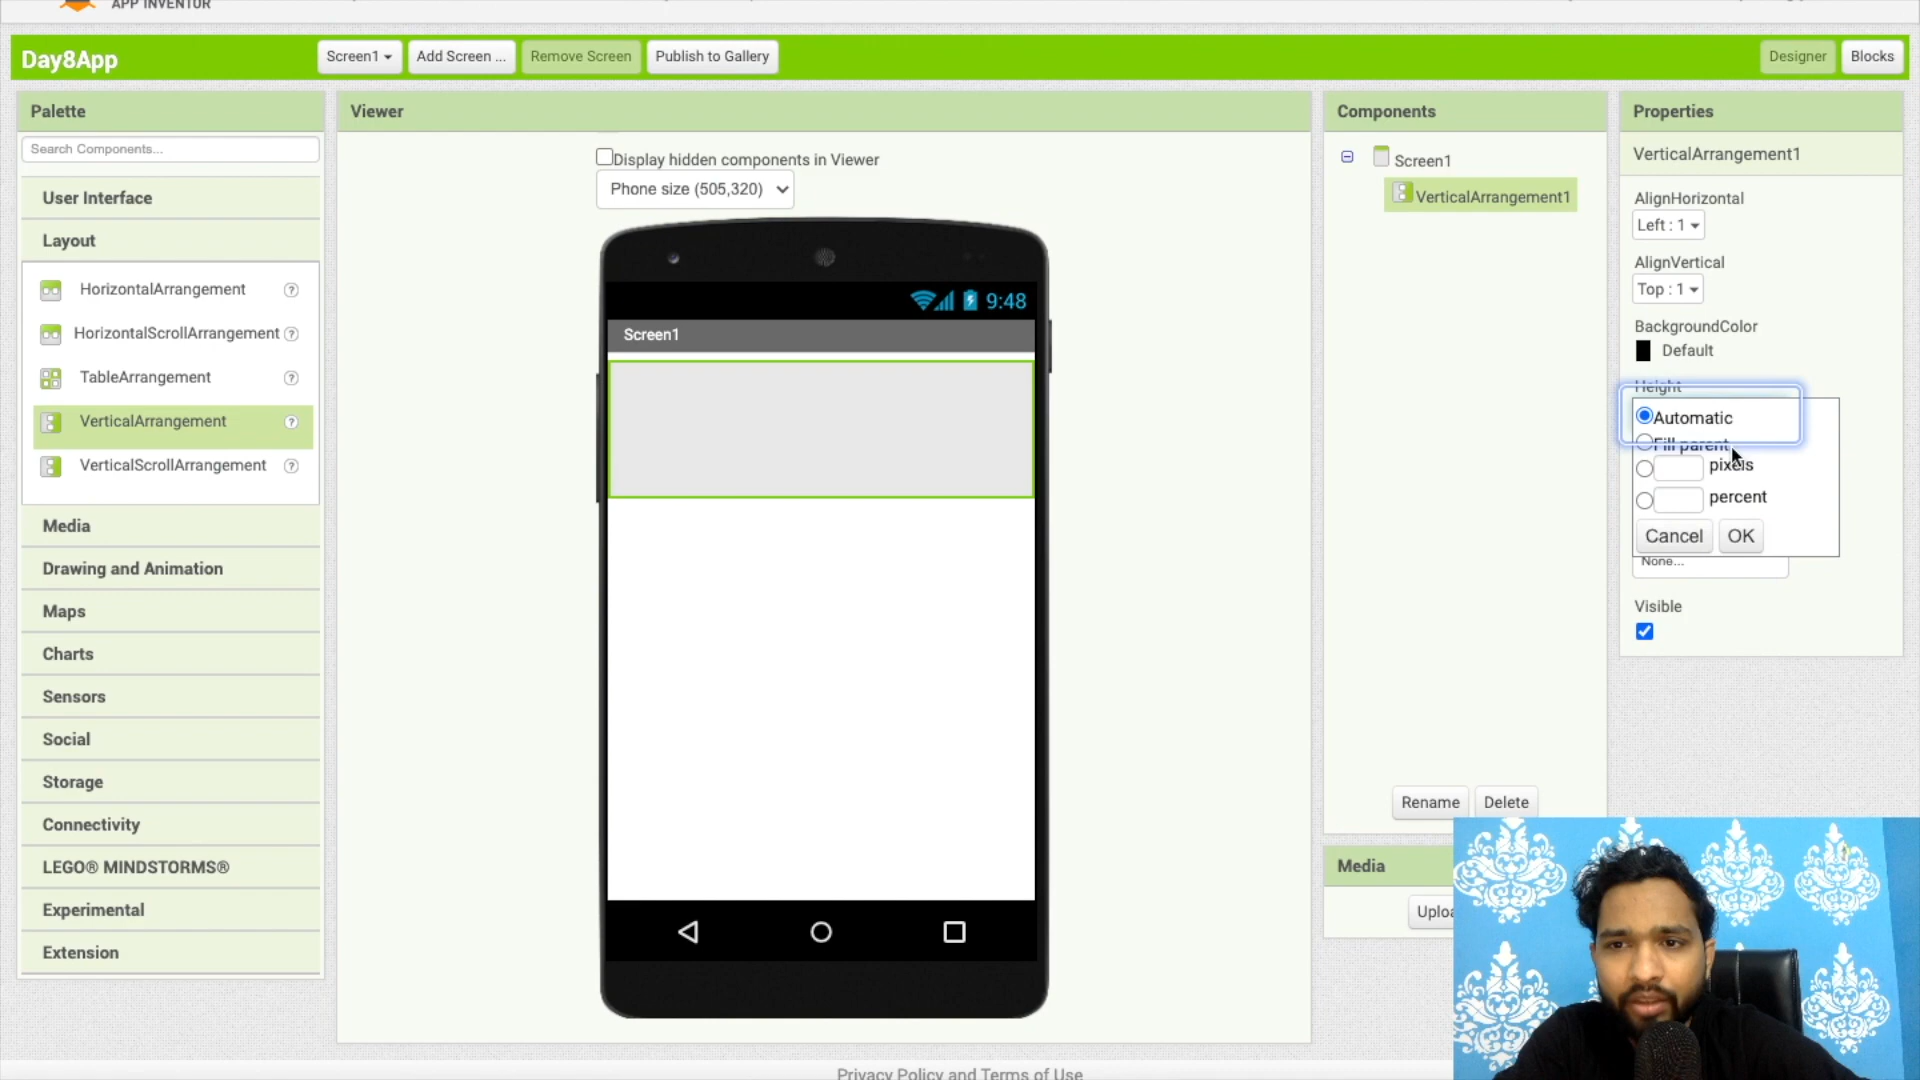 APP INVENTOR
Day8App
Screen1
Add Screen ...
Remove Screen
Publish to Gallery
Designer
Blocks
Palette
Search Components...
User Interface
Layout
HorizontalArrangement
HorizontalScrollArrangement
TableArrangement
VerticalArrangement
VerticalScrollArrangement
Media
Drawing and Animation
Maps
Charts
Sensors
Social
Storage
Connectivity
LEGO® MINDSTORMS®
Experimental
Extension
Viewer
Display hidden components in Viewer
Phone size (505,320)
9:48
Screen1
Components
Screen1
VerticalArrangement1
Rename
Delete
Media
Properties
VerticalArrangement1
AlignHorizontal
Left : 1
AlignVertical
Top : 1
BackgroundColor
Default
Height
Automatic
Fill parent
pixels
percent
Cancel
OK
None...
Visible
Privacy Policy and Terms of Use